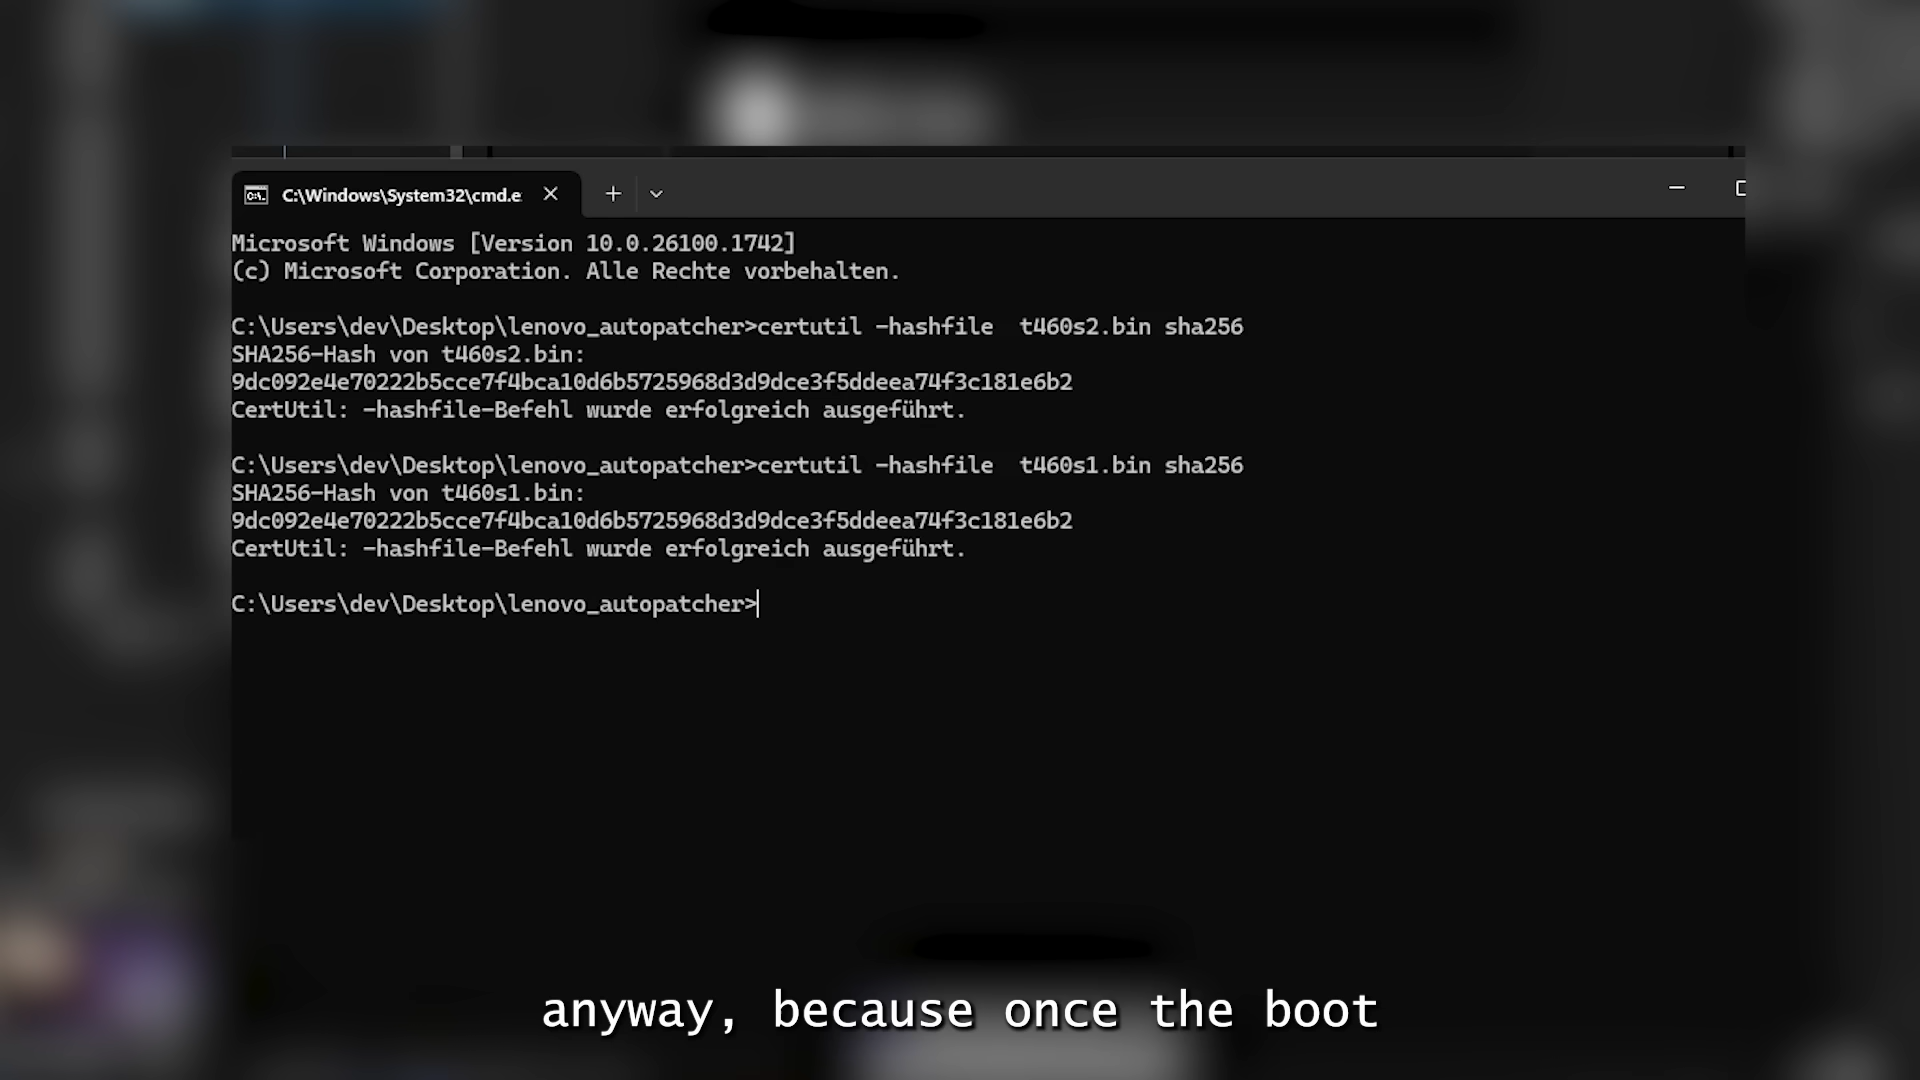 C:\Windows\System32\cmd.e
Microsoft Windows [Version 10.0.26100.1742]
(c) Microsoft Corporation. Alle Rechte vorbehalten.
C:\Users\dev\Desktop\lenovo_autopatcher>certutil -hashfile  t460s2.bin sha256
SHA256-Hash von t460s2.bin:
9dc092e4e70222b5cce7f4bca10d6b5725968d3d9dce3f5ddeea74f3c181e6b2
CertUtil: -hashfile-Befehl wurde erfolgreich ausgeführt.
C:\Users\dev\Desktop\lenovo_autopatcher>certutil -hashfile  t460s1.bin sha256
SHA256-Hash von t460s1.bin:
9dc092e4e70222b5cce7f4bca10d6b5725968d3d9dce3f5ddeea74f3c181e6b2
CertUtil: -hashfile-Befehl wurde erfolgreich ausgeführt.
C:\Users\dev\Desktop\lenovo_autopatcher>
anyway, because once the boot